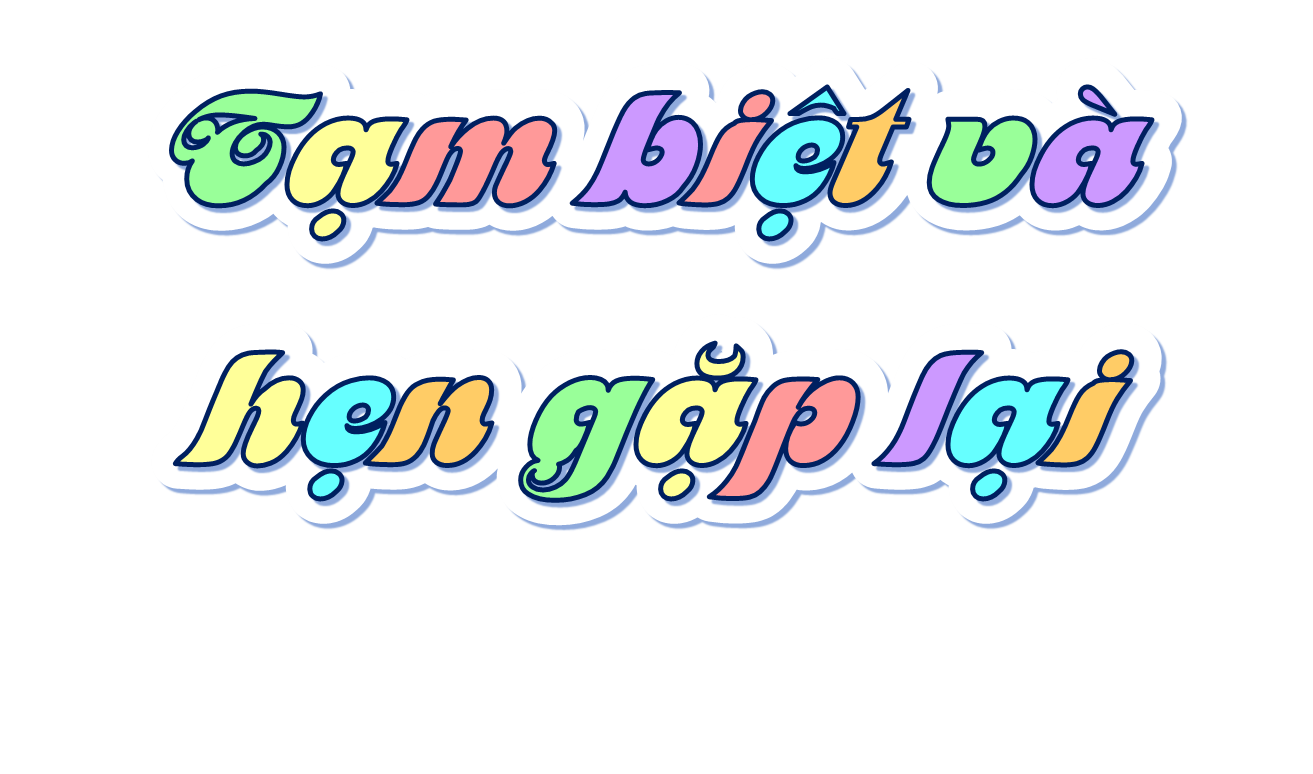 Tạm biệt và
hẹn gặp lại